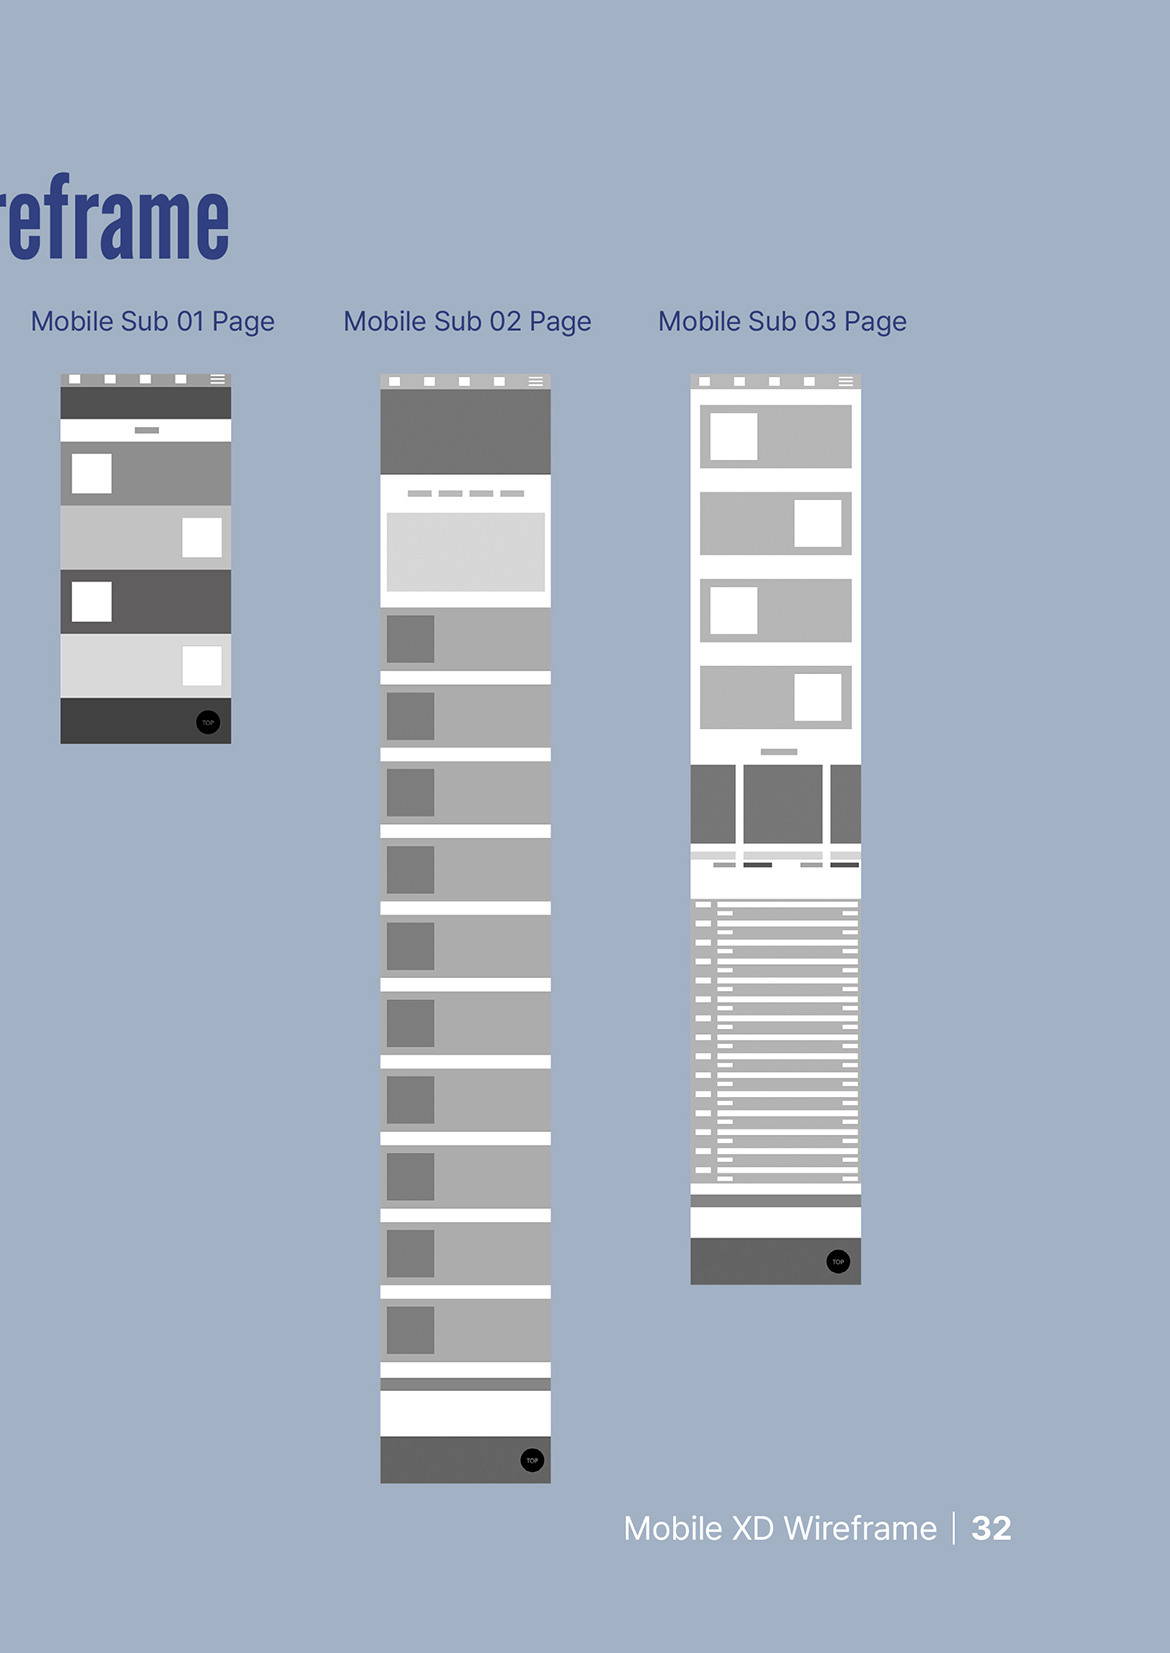 reframe
Mobile Sub 01 Page
Mobile Sub 02 Page
Mobile Sub 03 Page
TOP
TOP
TOP
Mobile XD Wireframe | 32